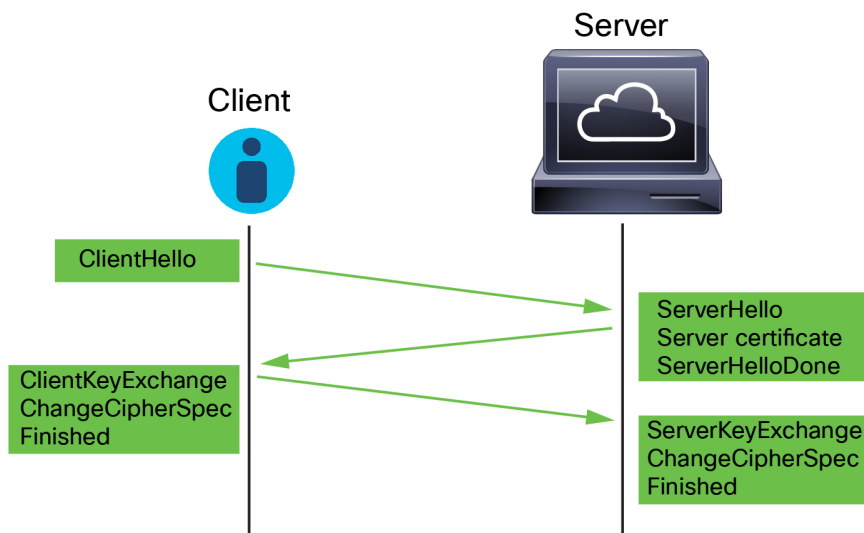 Server
Client
ClientHello
ServerHello
Server certificate
ServerHelloDone
ClientKeyExchange
ChangeCipherSpec
Finished
ServerKeyExchange
ChangeCipherSpec
Finished